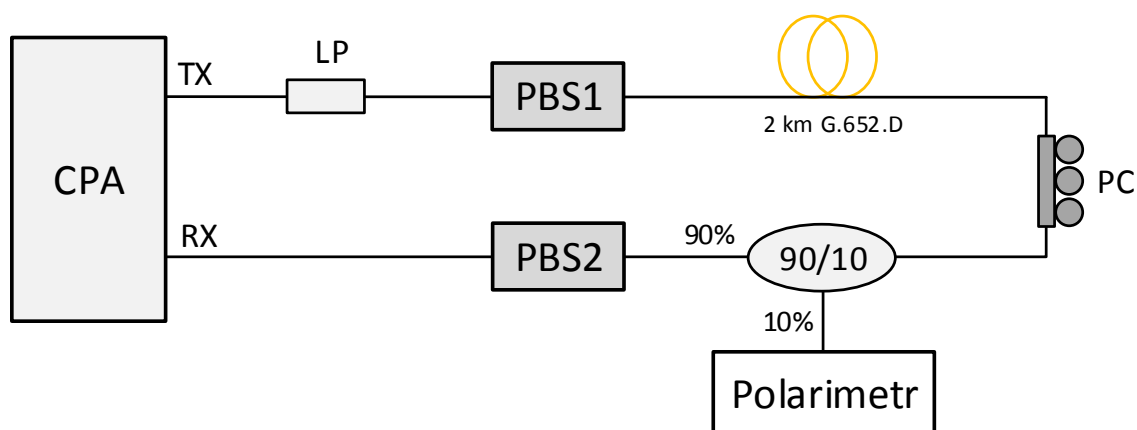 CPA
TX
LP
PBS1
2 km G.652.D
PC
RX
PBS2
90%
90/10
10%
Polarimetr